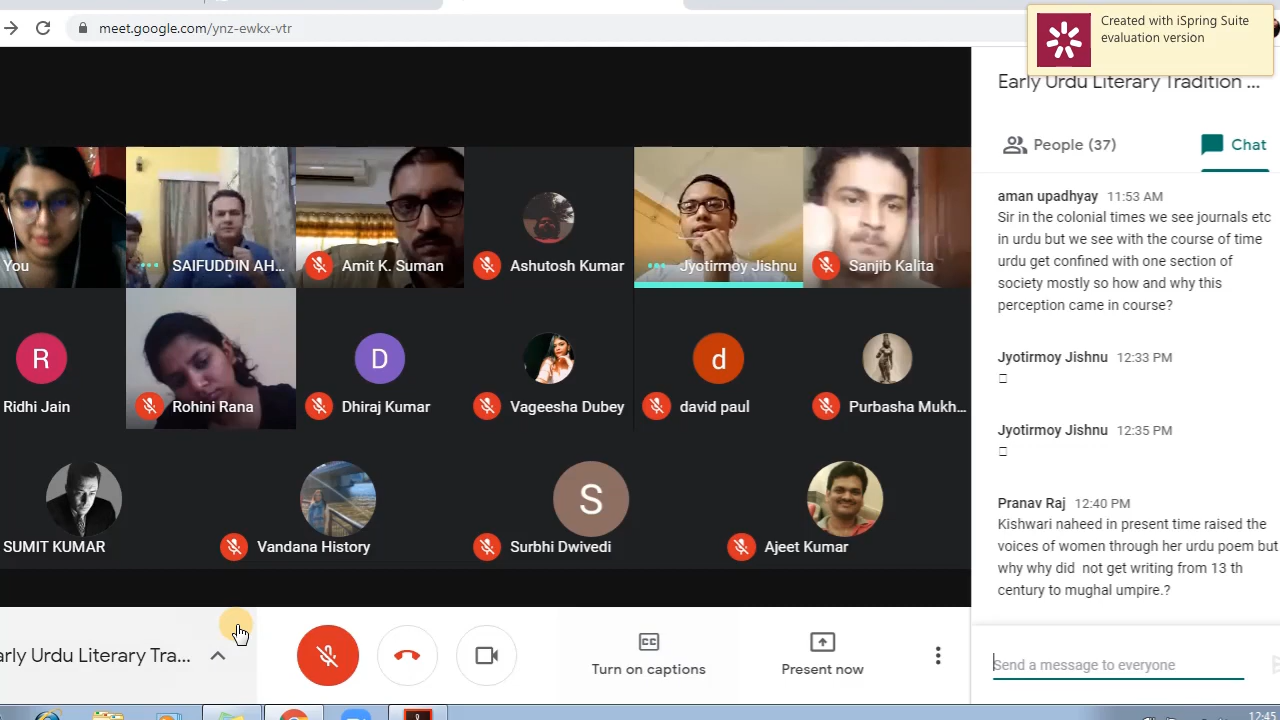 meet.google.com/ynz-ewkx-vtr
Created with iSpring Suite
evaluation version
Early Urdu Literary Tradition ...
People (37)
Chat
You
SAIFUDDIN AH...
Amit K. Suman
Ashutosh Kumar
Jyotirmoy Jishnu
Sanjib Kalita
R
Ridhi Jain
Rohini Rana
D
Dhiraj Kumar
Vageesha Dubey
d
david paul
Purbasha Mukh...
SUMIT KUMAR
Vandana History
S
Surbhi Dwivedi
Ajeet Kumar
aman upadhyay 11:53 AM
Sir in the colonial times we see journals etc
in urdu but we see with the course of time
urdu get confined with one section of
society mostly so how and why this
perception came in course?
Jyotirmoy Jishnu 12:33 PM
Jyotirmoy Jishnu 12:35 PM
Pranav Raj 12:40 PM
Kishwari naheed in present time raised the
voices of women through her urdu poem but
why why did not get writing from 13 th
century to mughal umpire.?
Send a message to everyone
arly Urdu Literary Tra...
CC
Turn on captions
Present now
12:45